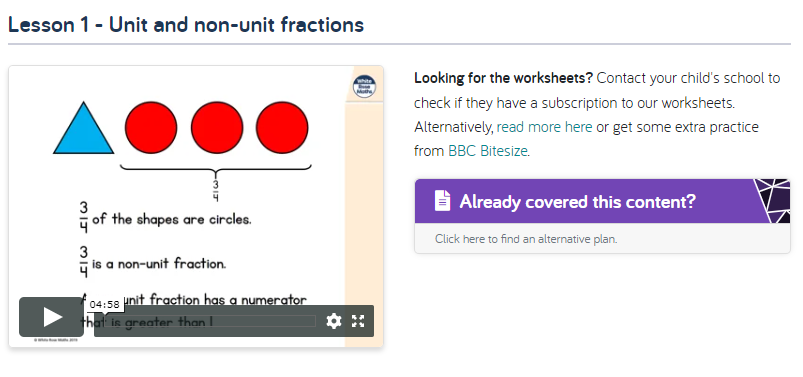 Lesson 1 - Unit and non-unit fractions
White
Rose
Maths
3
4
3
4 of the shapes are circles.
3
4 is a non-unit fraction.
unit fraction has a numerator
that is greater than 1
04:58
© White Rose Maths 2019
Looking for the worksheets? Contact your child's school to
check if they have a subscription to our worksheets.
Alternatively, read more here or get some extra practice
from BBC Bitesize.
Already covered this content?
Click here to find an alternative plan.